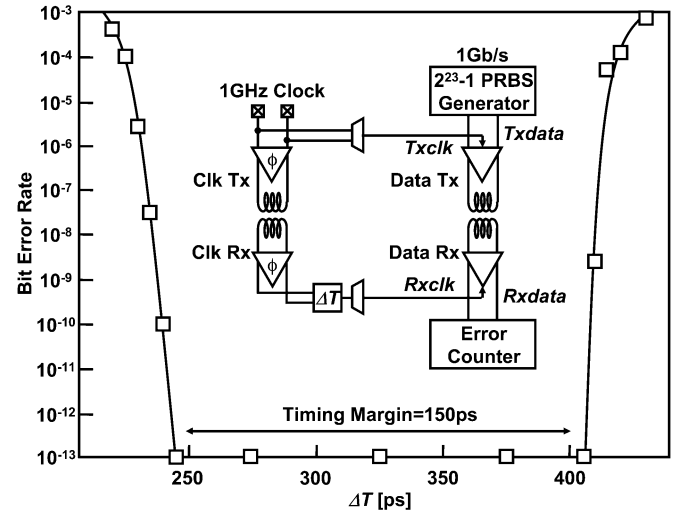 10⁻³
10⁻⁴
10⁻⁵
10⁻⁶
10⁻⁷
10⁻⁸
10⁻⁹
10⁻¹⁰
10⁻¹¹
10⁻¹²
10⁻¹³
Bit Error Rate
1Gb/s
2²³-1 PRBS
Generator
1GHz Clock
Txclk
Txdata
ϕ
Clk Tx
Data Tx
Clk Rx
Data Rx
ϕ
ΔT
Rxclk
Rxdata
Error
Counter
Timing Margin=150ps
250
300
350
400
ΔT [ps]